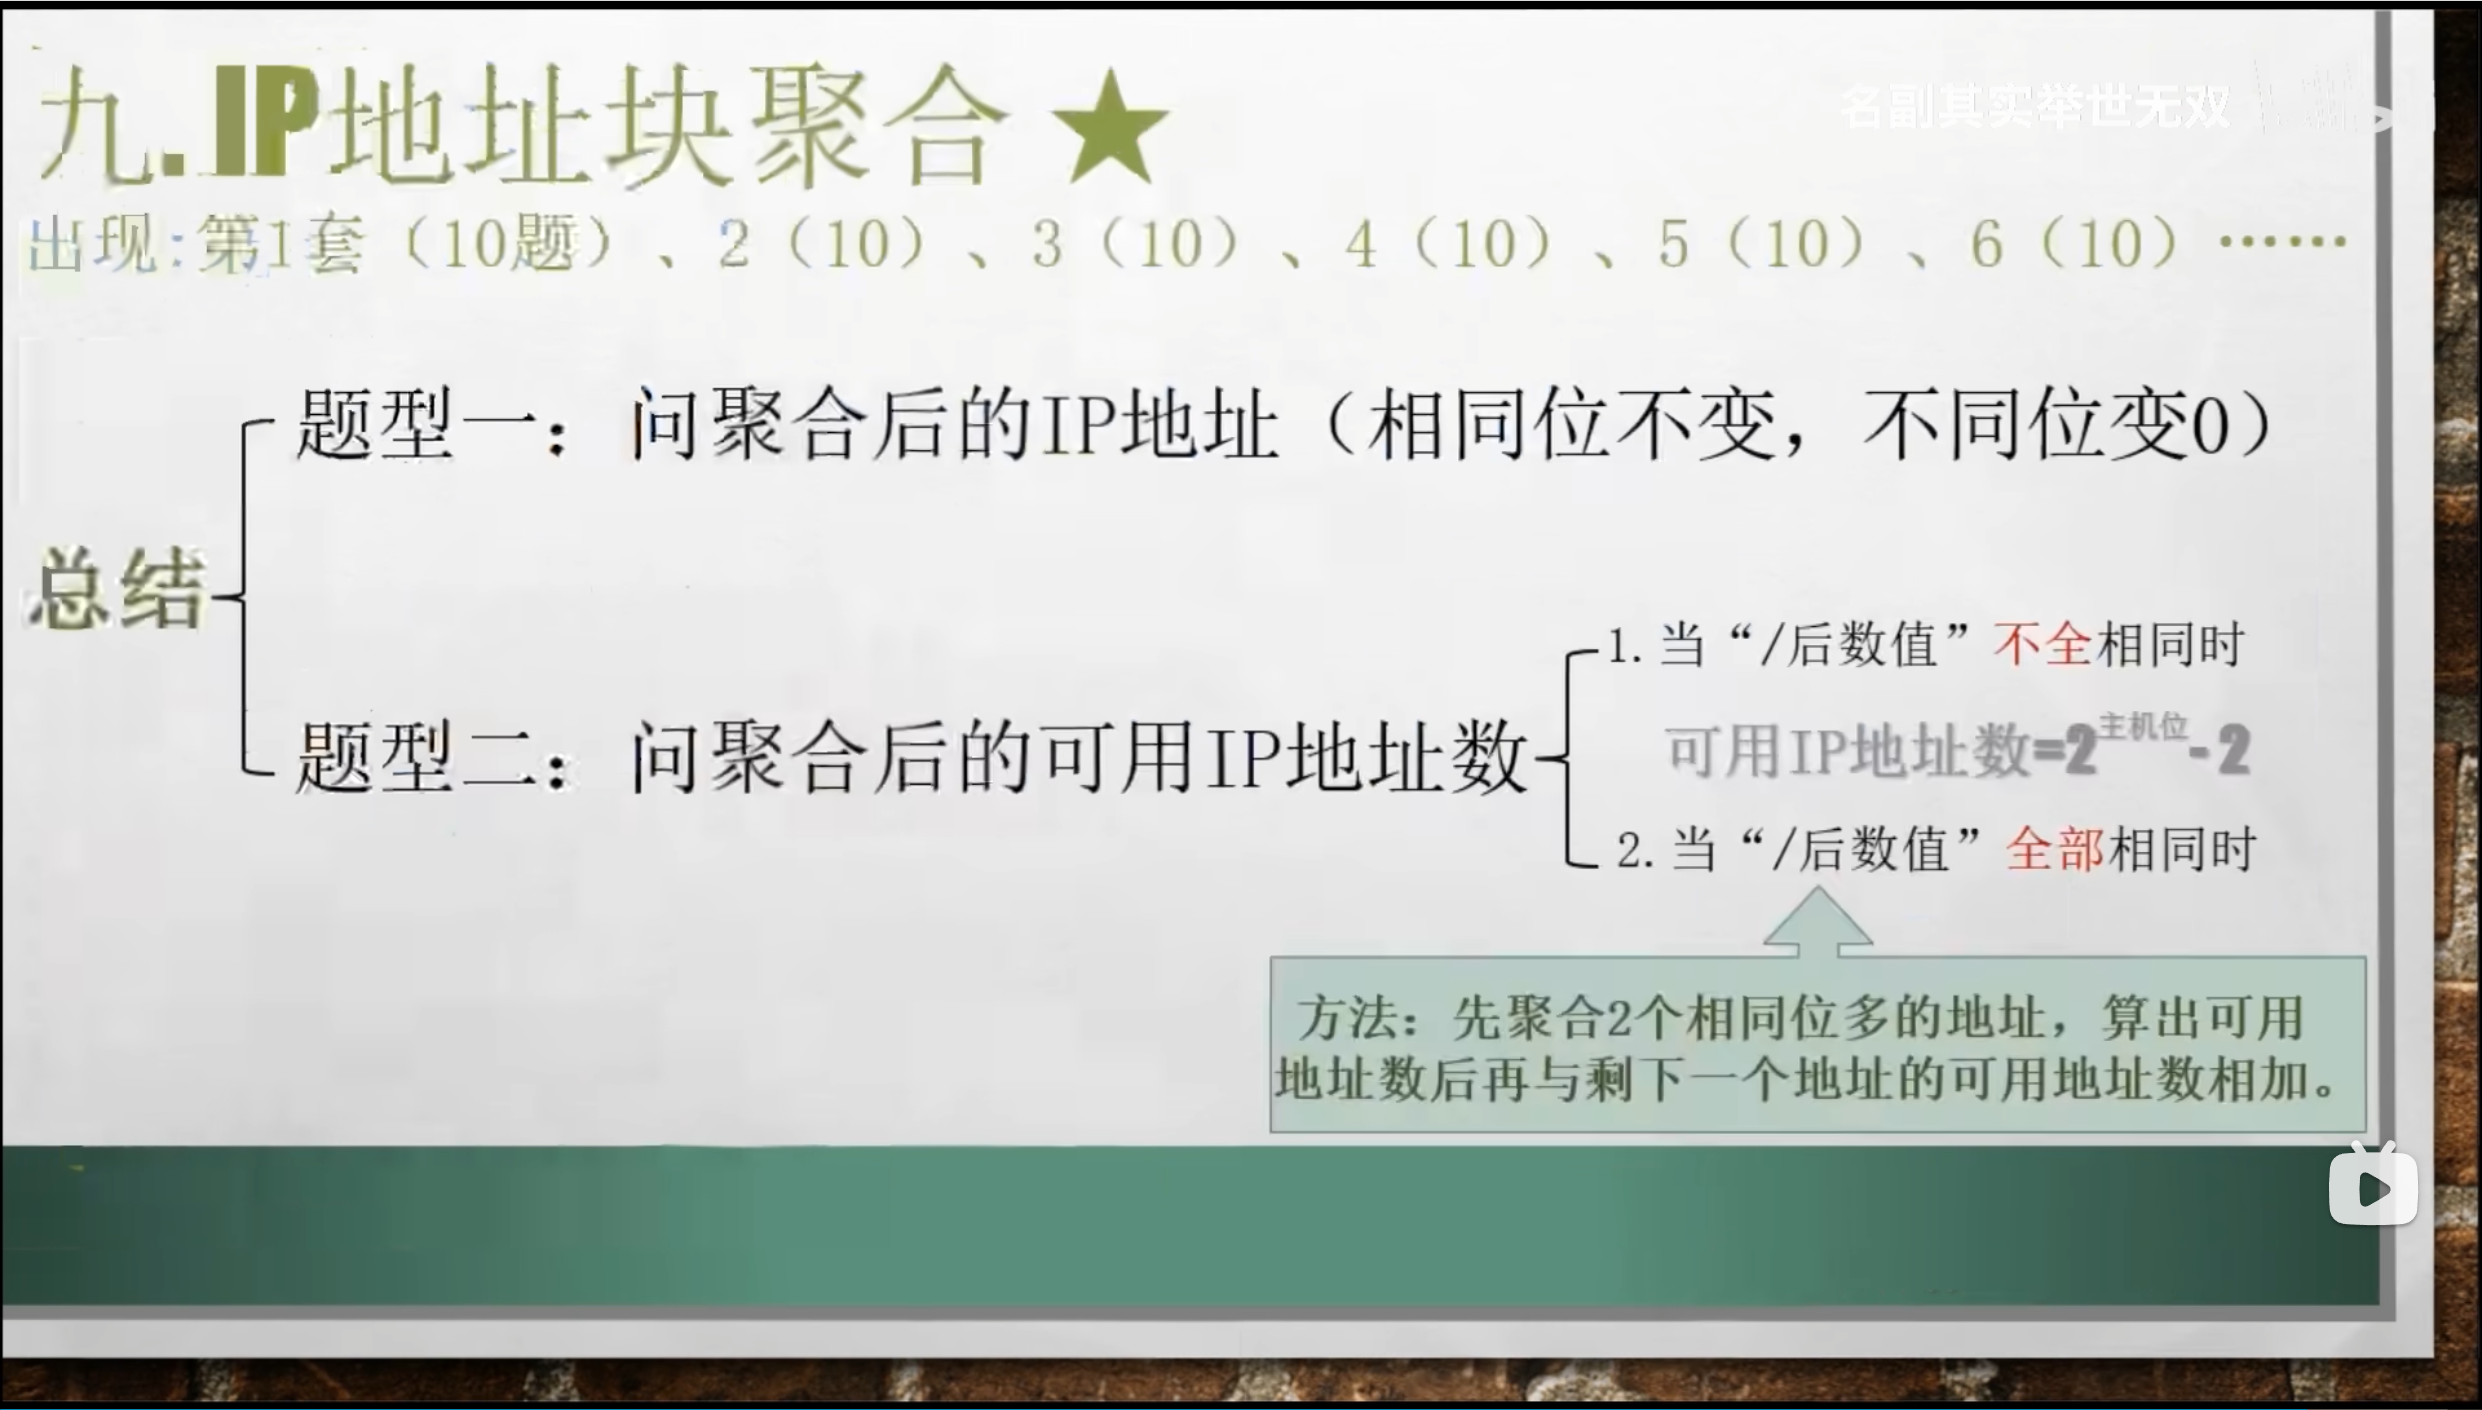 九.IP地址块聚合★
名副其实举世无双
出现:第1套（10题）、2（10）、3（10）、4（10）、5（10）、6（10）……
题型一：问聚合后的IP地址（相同位不变，不同位变0）
总结
题型二：问聚合后的可用IP地址数
1.当“/后数值”不全相同时
可用IP地址数=2主机位-2
2.当“/后数值”全部相同时
方法：先聚合2个相同位多的地址，算出可用
地址数后再与剩下一个地址的可用地址数相加。